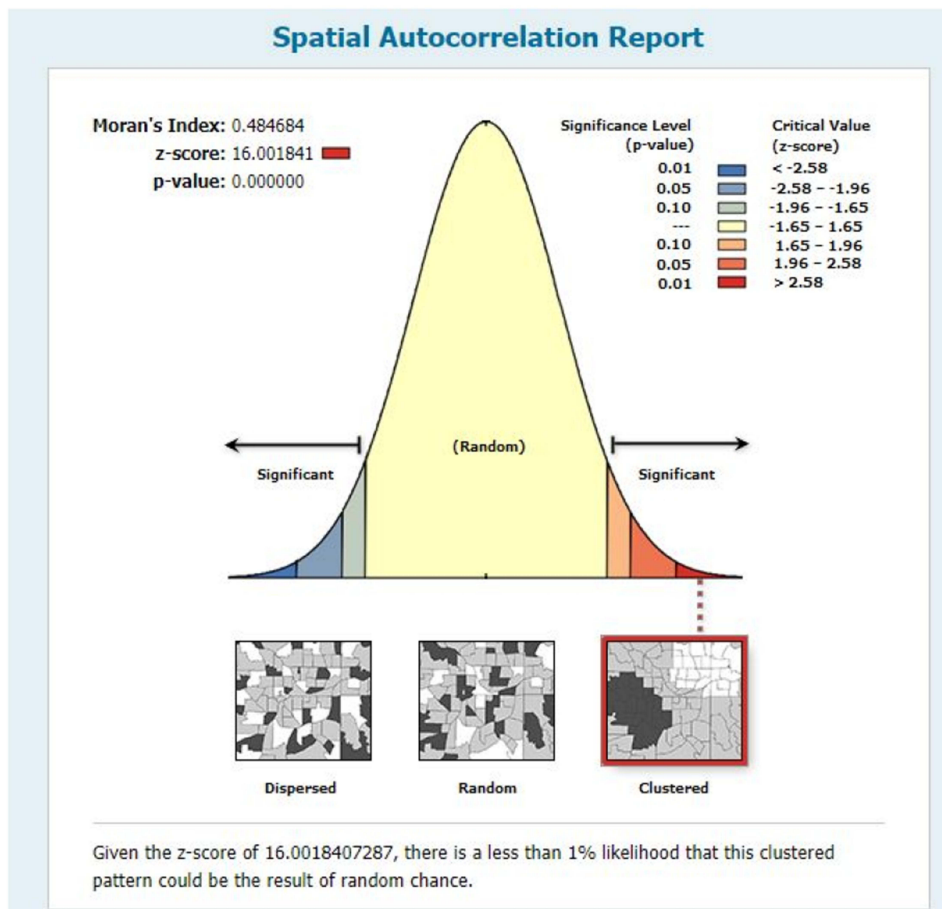 Spatial Autocorrelation Report
Moran's Index: 0.484684
z-score: 16.001841
p-value: 0.000000
Significance Level
(p-value)
Critical Value
(z-score)
0.01 < -2.58
0.05 -2.58 – -1.96
0.10 -1.96 – -1.65
--- -1.65 – 1.65
0.10 1.65 – 1.96
0.05 1.96 – 2.58
0.01 > 2.58
(Random)
Significant
Significant
Dispersed
Random
Clustered
Given the z-score of 16.0018407287, there is a less than 1% likelihood that this clustered
pattern could be the result of random chance.